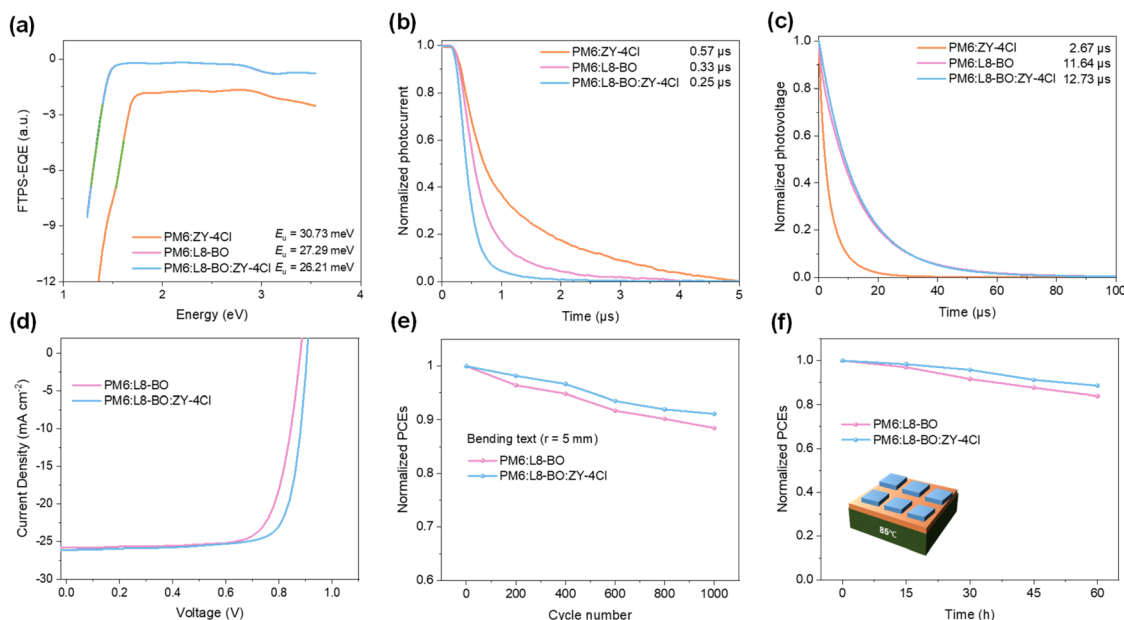 (a)
0
−3
−6
−9
−12
FTPS-EQE (a.u.)
PM6:ZY-4Cl E_u = 30.73 meV
PM6:L8-BO E_u = 27.29 meV
PM6:L8-BO:ZY-4Cl E_u = 26.21 meV
1 2 3 4
Energy (eV)
(b)
1.0
0.8
0.6
0.4
0.2
0.0
Normalized photocurrent
PM6:ZY-4Cl 0.57 μs
PM6:L8-BO 0.33 μs
PM6:L8-BO:ZY-4Cl 0.25 μs
0 1 2 3 4 5
Time (μs)
(c)
1.0
0.8
0.6
0.4
0.2
0.0
Normalized photovoltage
PM6:ZY-4Cl 2.67 μs
PM6:L8-BO 11.64 μs
PM6:L8-BO:ZY-4Cl 12.73 μs
0 20 40 60 80 100
Time (μs)
(d)
0
-5
-10
-15
-20
-25
-30
Current Density (mA cm⁻²)
PM6:L8-BO
PM6:L8-BO:ZY-4Cl
0.0 0.2 0.4 0.6 0.8 1.0
Voltage (V)
(e)
1.0
0.9
0.8
0.7
0.6
Normalized PCEs
Bending text (r = 5 mm)
PM6:L8-BO
PM6:L8-BO:ZY-4Cl
0 200 400 600 800 1000
Cycle number
(f)
1.0
0.8
0.6
0.4
0.2
0.0
Normalized PCEs
PM6:L8-BO
PM6:L8-BO:ZY-4Cl
85℃
0 15 30 45 60
Time (h)